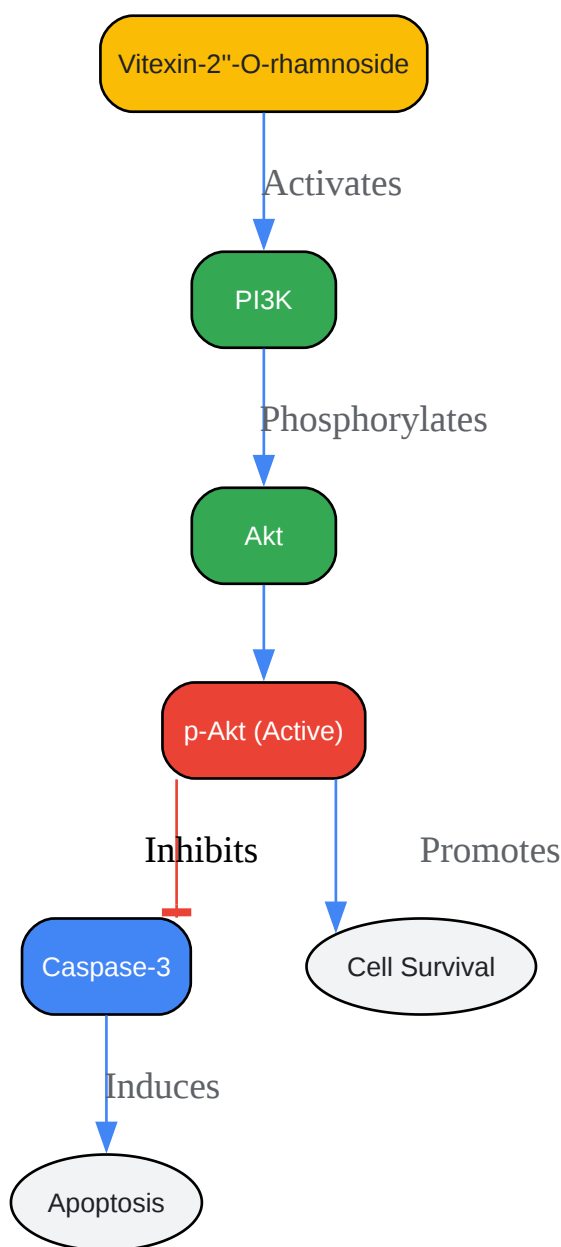 Vitexin-2"-O-rhamnoside
Activates
PI3K
Phosphorylates
Akt
p-Akt (Active)
Inhibits
Promotes
Caspase-3
Cell Survival
Induces
Apoptosis